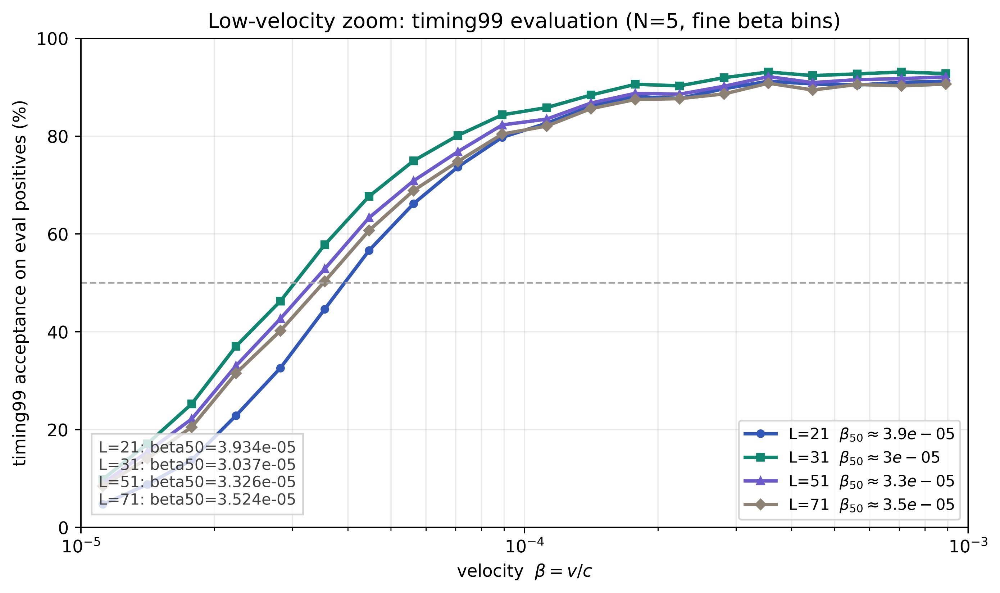 Low-velocity zoom: timing99 evaluation (N=5, fine beta bins)
timing99 acceptance on eval positives (%)
100
80
60
40
20
0
L=21: beta50=3.934e-05
L=31: beta50=3.037e-05
L=51: beta50=3.326e-05
L=71: beta50=3.524e-05
L=21 β₅₀ ≈ 3.9e − 05
L=31 β₅₀ ≈ 3e − 05
L=51 β₅₀ ≈ 3.3e − 05
L=71 β₅₀ ≈ 3.5e − 05
10⁻⁵
10⁻⁴
10⁻³
velocity β = v/c